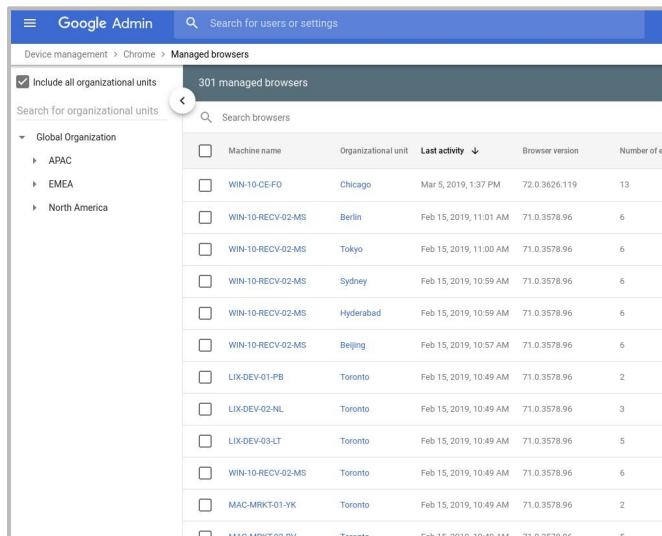 Google Admin
Search for users or settings
Device management > Chrome > Managed browsers
Include all organizational units
Search for organizational units
Global Organization
APAC
EMEA
North America
301 managed browsers
Search browsers
Machine name Organizational unit Last activity Browser version Number of
WIN-10-CE-FO Chicago Mar 5, 2019, 1:37 PM 72.0.3626.119 13
WIN-10-RECV-02-MS Berlin Feb 15, 2019, 11:01 AM 71.0.3578.96 6
WIN-10-RECV-02-MS Tokyo Feb 15, 2019, 11:00 AM 71.0.3578.96 6
WIN-10-RECV-02-MS Sydney Feb 15, 2019, 10:59 AM 71.0.3578.96 6
WIN-10-RECV-02-MS Hyderabad Feb 15, 2019, 10:59 AM 71.0.3578.96 6
WIN-10-RECV-02-MS Beijing Feb 15, 2019, 10:57 AM 71.0.3578.96 6
LIX-DEV-01-PB Toronto Feb 15, 2019, 10:49 AM 71.0.3578.96 2
LIX-DEV-02-NL Toronto Feb 15, 2019, 10:49 AM 71.0.3578.96 3
LIX-DEV-03-LT Toronto Feb 15, 2019, 10:49 AM 71.0.3578.96 5
WIN-10-RECV-02-MS Toronto Feb 15, 2019, 10:49 AM 71.0.3578.96 6
MAC-MRKT-01-YK Toronto Feb 15, 2019, 10:49 AM 71.0.3578.96 2